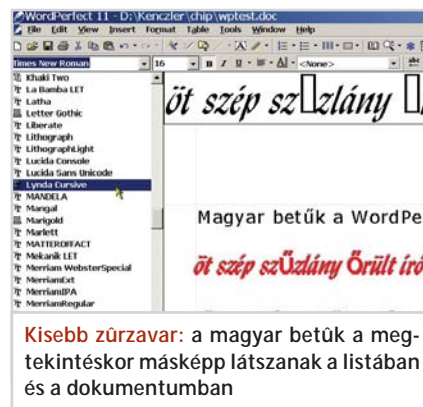 WordPerfect 11 - D:\Kenczler\chip\wptest.doc
File Edit View Insert Format Table Tools Window Help
Times New Roman 16 B I U <None> abc
Khaki Two
La Bamba LET
Latha
Letter Gothic
Liberate
Lithograph
LithographLight
Lucida Console
Lucida Sans Unicode
Lynda Cursive
MANDELA
Mangal
Marigold
Marlett
MATTEROFFACT
Mekanik LET
Merriam WebsterSpecial
MerriamExt
MerriamIPA
MerriamRegular
öt szép sz▯zlány ▯
Magyar betűk a WordPe
öt szép szŰzlány Őrült író
Kisebb zûrzavar: a magyar betûk a meg-
tekintéskor másképp látszanak a listában
és a dokumentumban